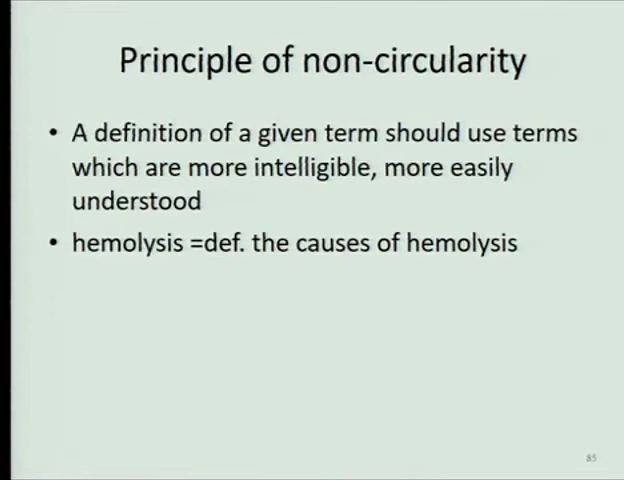 Principle of non-circularity
• A definition of a given term should use terms
which are more intelligible, more easily
understood
• hemolysis =def. the causes of hemolysis
85